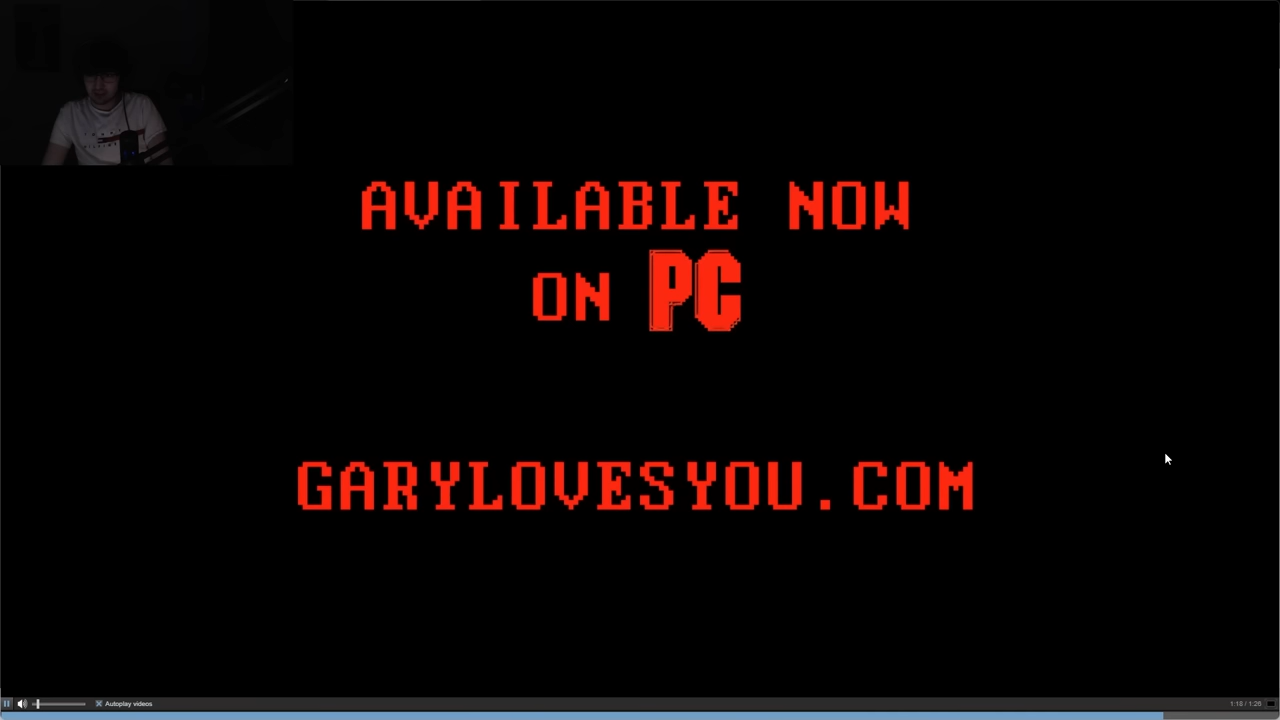 AVAILABLE NOW
ON PC
GARYLOVESYOU.COM
Autoplay videos
1:18 / 1:26